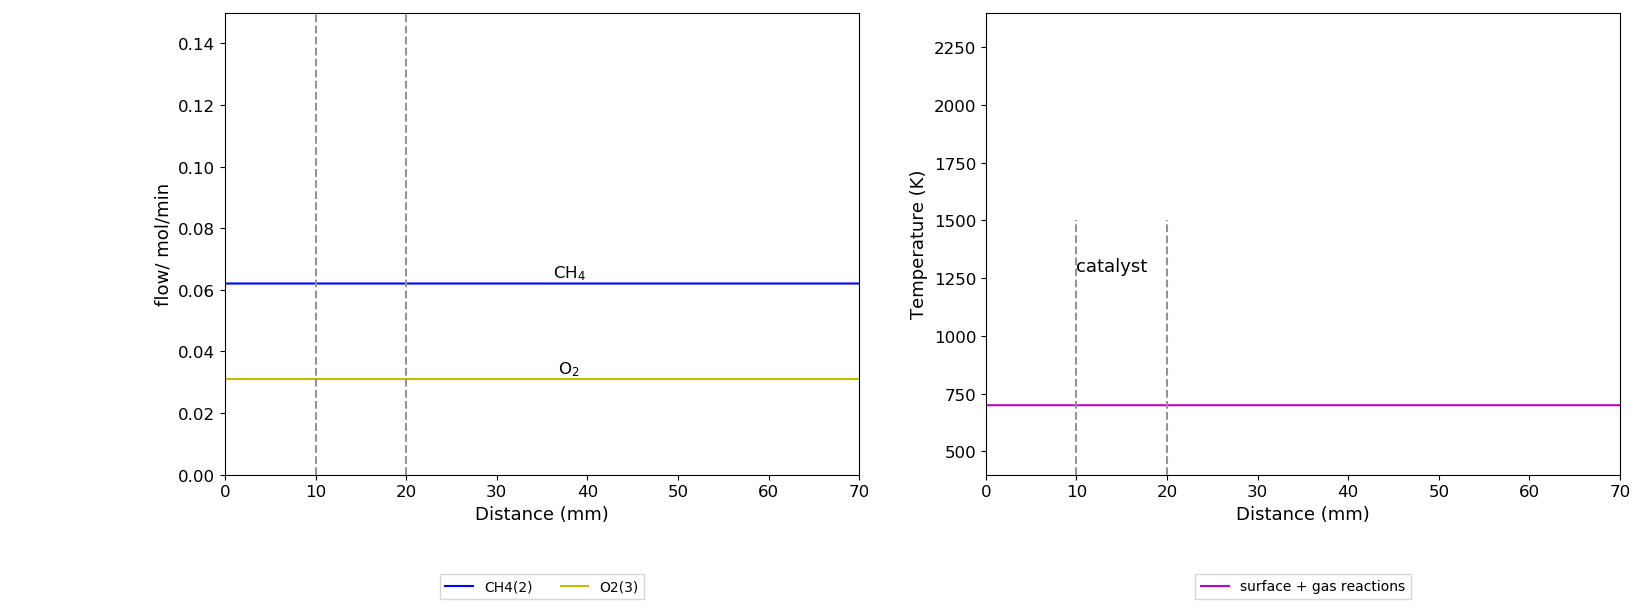 0.14
0.12
0.10
0.08
0.06
0.04
0.02
0.00
flow/ mol/min
CH₄
O₂
0 10 20 30 40 50 60 70
Distance (mm)
CH4(2) O2(3)
2250
2000
1750
1500
1250
1000
750
500
Temperature (K)
catalyst
0 10 20 30 40 50 60 70
Distance (mm)
surface + gas reactions